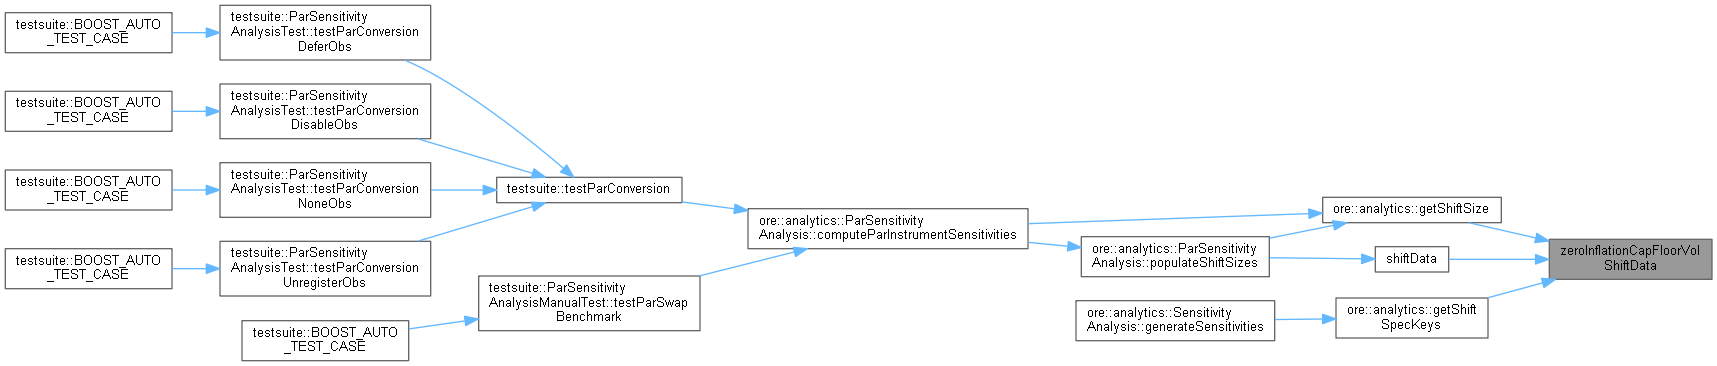 testsuite::BOOST_AUTO
_TEST_CASE
testsuite::ParSensitivity
AnalysisTest::testParConversion
DeferObs
testsuite::BOOST_AUTO
_TEST_CASE
testsuite::ParSensitivity
AnalysisTest::testParConversion
DisableObs
testsuite::BOOST_AUTO
_TEST_CASE
testsuite::ParSensitivity
AnalysisTest::testParConversion
NoneObs
testsuite::BOOST_AUTO
_TEST_CASE
testsuite::ParSensitivity
AnalysisTest::testParConversion
UnregisterObs
testsuite::BOOST_AUTO
_TEST_CASE
testsuite::ParSensitivity
AnalysisManualTest::testParSwap
Benchmark
testsuite::testParConversion
ore::analytics::ParSensitivity
Analysis::computeParInstrumentSensitivities
ore::analytics::ParSensitivity
Analysis::populateShiftSizes
ore::analytics::Sensitivity
Analysis::generateSensitivities
ore::analytics::getShiftSize
shiftData
ore::analytics::getShift
SpecKeys
zeroInflationCapFloorVol
ShiftData